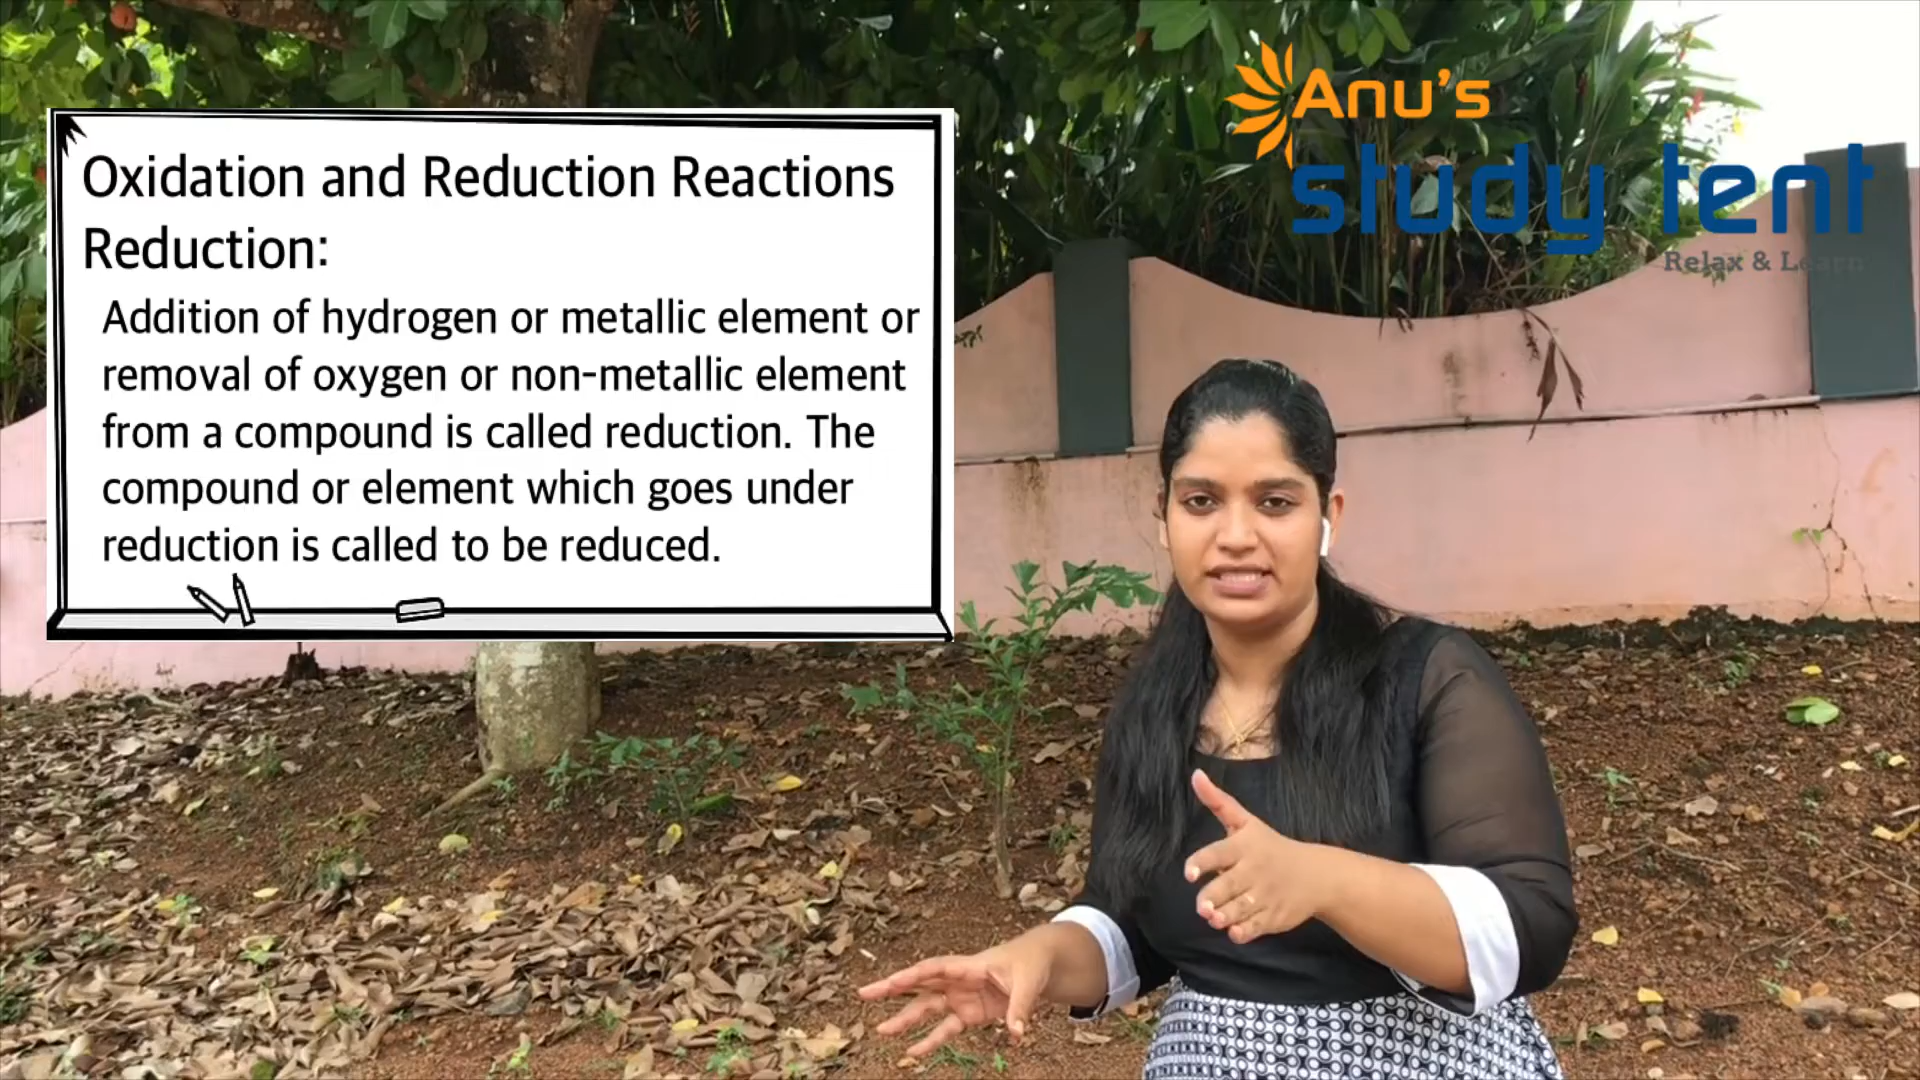 Oxidation and Reduction Reactions
Reduction:
Addition of hydrogen or metallic element or
removal of oxygen or non-metallic element
from a compound is called reduction. The
compound or element which goes under
reduction is called to be reduced.
Anu's
study tent
Relax & Learn